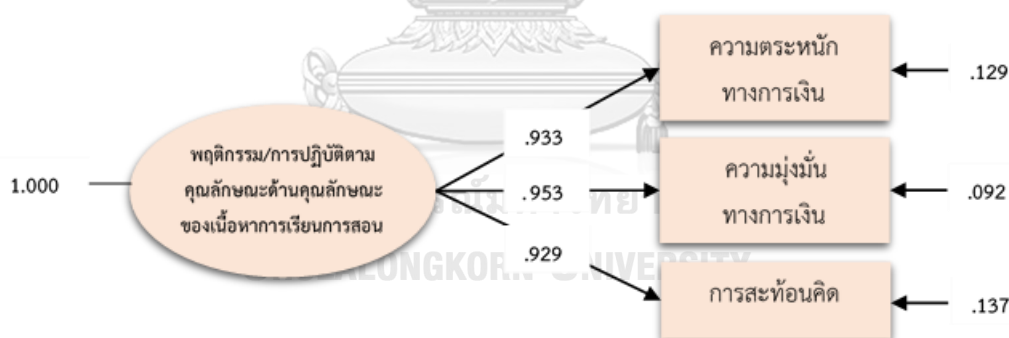 ความตระหนัก
ทางการเงิน
.129
.933
พฤติกรรม/การปฏิบัติตาม
คุณลักษณะด้านคุณลักษณะ
ของเนื้อหาการเรียนการสอน
1.000
.953
ความมุ่งมั่น
ทางการเงิน
.092
.929
การสะท้อนคิด
.137